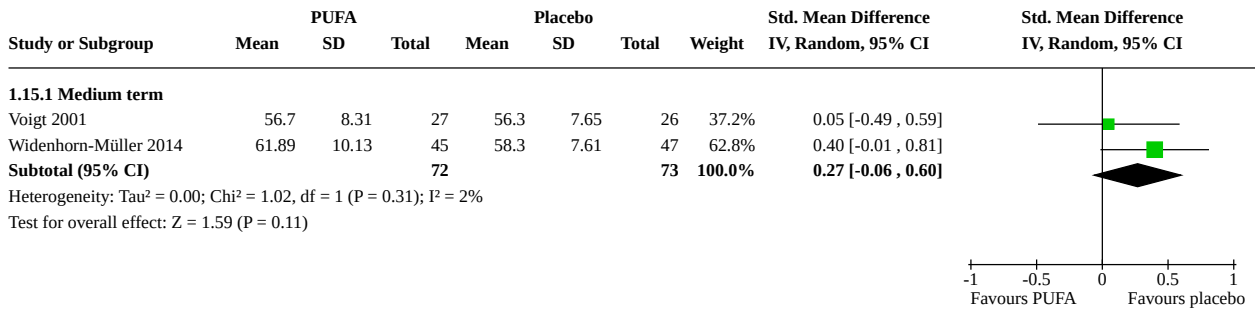 PUFA Placebo Std. Mean Difference Std. Mean Difference
Study or Subgroup Mean SD Total Mean SD Total Weight IV, Random, 95% CI IV, Random, 95% CI
1.15.1 Medium term
Voigt 2001 56.7 8.31 27 56.3 7.65 26 37.2% 0.05 [-0.49 , 0.59]
Widenhorn-Müller 2014 61.89 10.13 45 58.3 7.61 47 62.8% 0.40 [-0.01 , 0.81]
Subtotal (95% CI) 72 73 100.0% 0.27 [-0.06 , 0.60]
Heterogeneity: Tau² = 0.00; Chi² = 1.02, df = 1 (P = 0.31); I² = 2%
Test for overall effect: Z = 1.59 (P = 0.11)
-1 -0.5 0 0.5 1
Favours PUFA Favours placebo